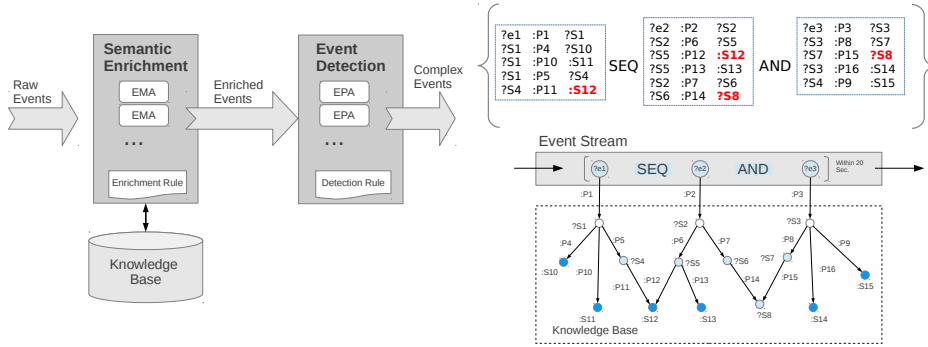 Raw
Events
Semantic
Enrichment
EMA
EMA
...
Enrichment Rule
Knowledge
Base
Enriched
Events
Event
Detection
EPA
EPA
...
Detection Rule
Complex
Events
?e1 :P1 ?S1
?S1 :P4 ?S10
?S1 :P10 :S11
?S1 :P5 ?S4
?S4 :P11 :S12
SEQ
?e2 :P2 ?S2
?S2 :P6 ?S5
?S5 :P12 :S12
?S5 :P13 :S13
?S2 :P7 ?S6
?S6 :P14 ?S8
AND
?e3 :P3 ?S3
?S3 :P8 ?S7
?S7 :P15 ?S8
?S3 :P16 :S14
?S4 :P9 :S15
Event Stream
?e1 SEQ ?e2 AND ?e3
Within 20
Sec.
:P1 :P2 :P3
?S1 ?S2 ?S3
:P4 :P5 :P6 :P7 :P8 :P9
?S4 ?S5 ?S6 ?S7
:S10 :P10 :P11 :P12 :P13 :P14 :P15 :P16
:S15
:S11 :S12 :S13 ?S8 :S14
Knowledge Base